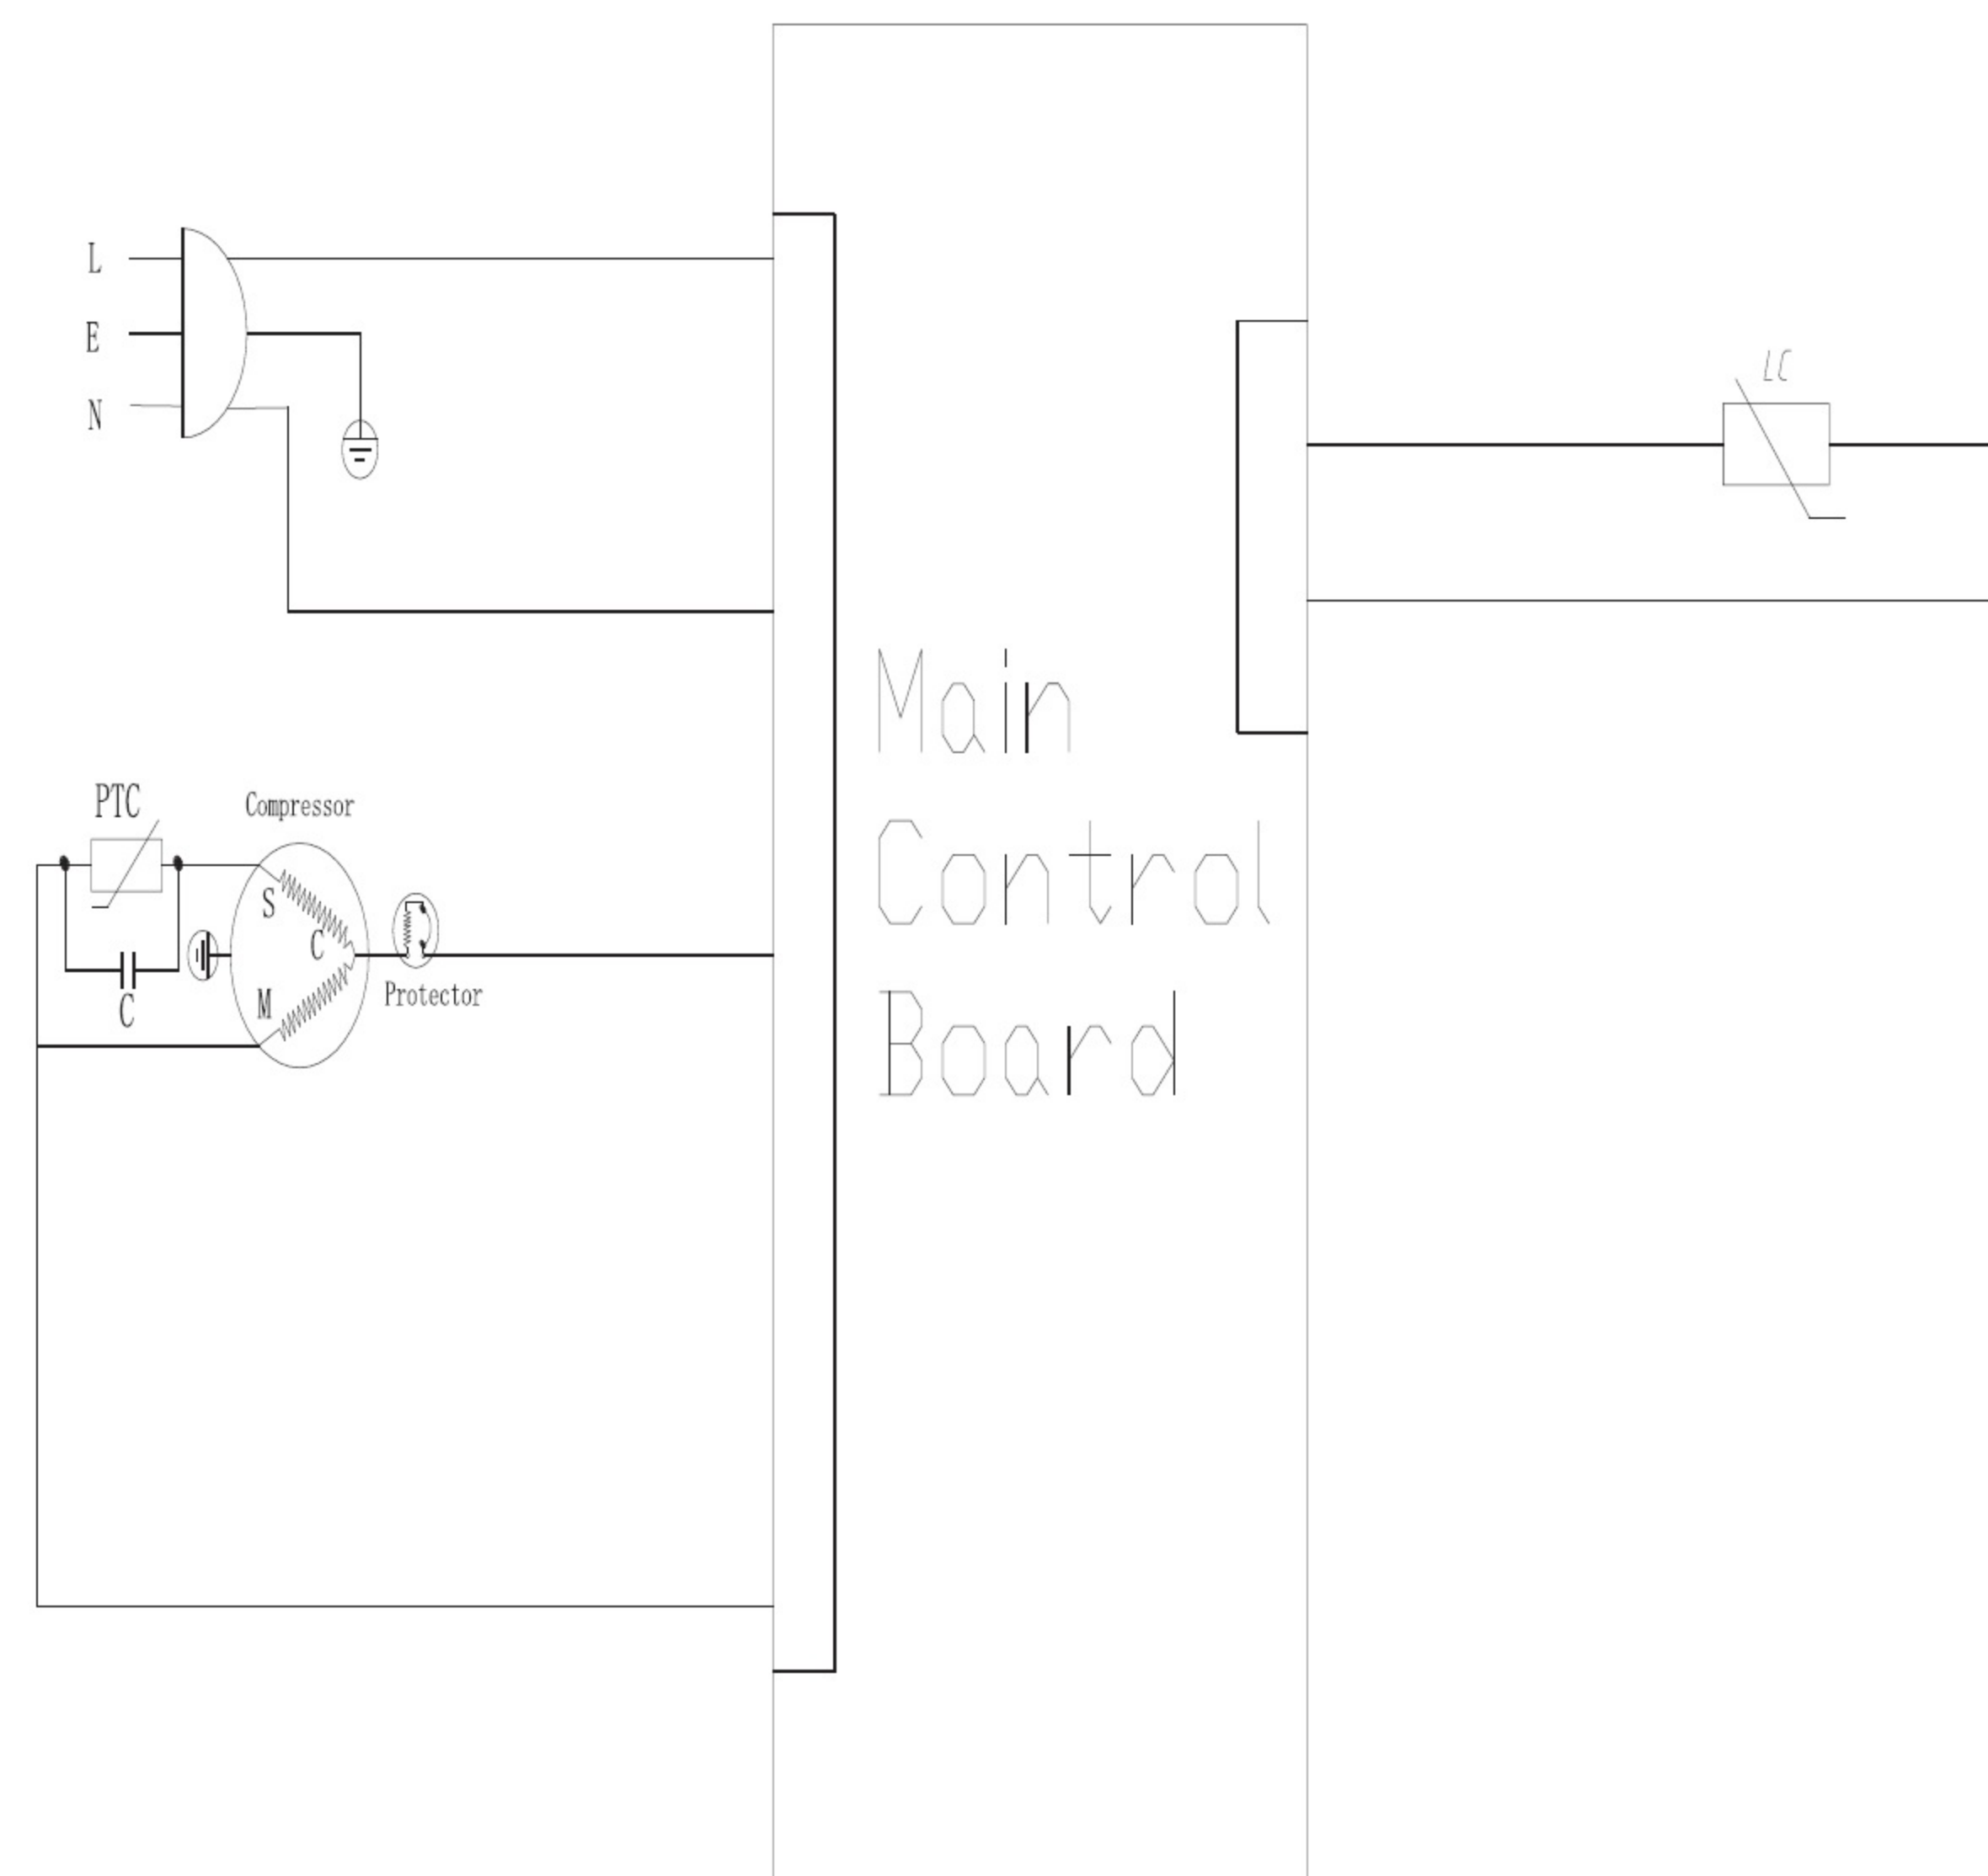 L
E
N
LC
Main
Control
Board
PTC
Compressor
S
C
M
C
Protector